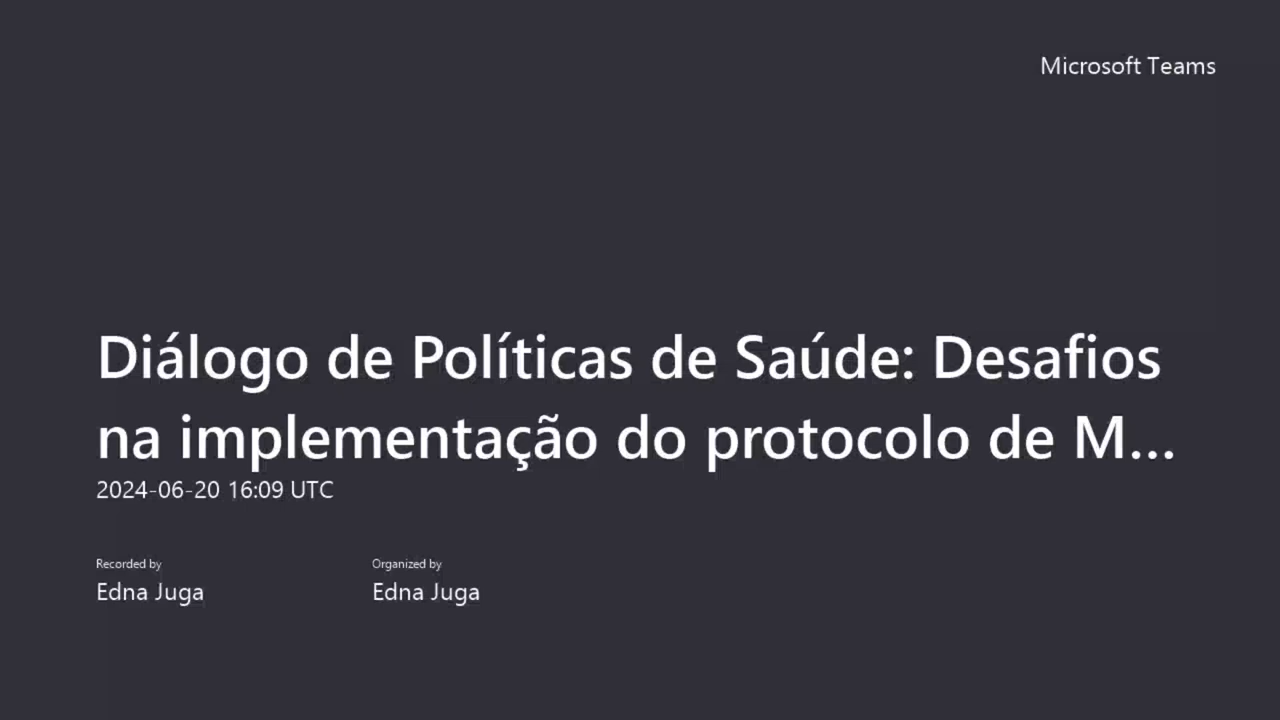 Microsoft Teams
Diálogo de Políticas de Saúde: Desafios
na implementação do protocolo de M...
2024-06-20 16:09 UTC
Recorded by
Edna Juga
Organized by
Edna Juga